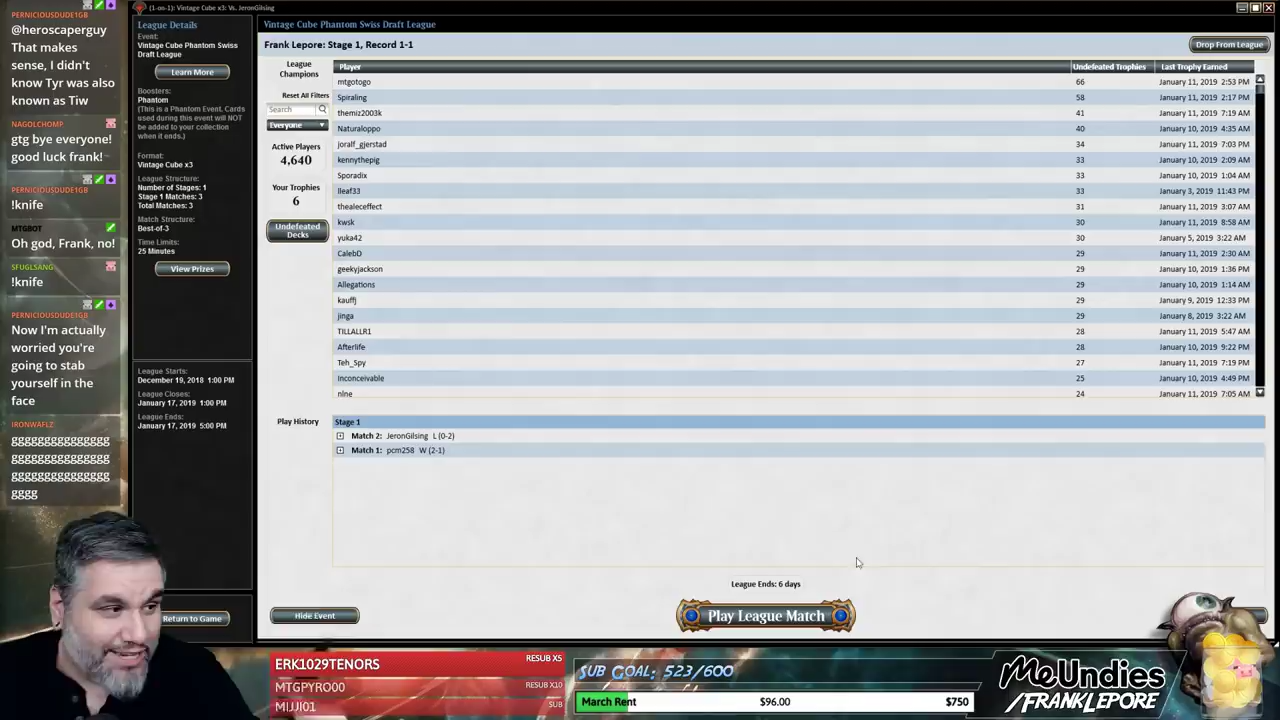 PERNICIOUSDUDE1GB
@heroscaperguy
That makes
sense, I didn't
know Tyr was also
known as Tiw
NAGOLCHOMP
gtg bye everyone!
good luck frank!
PERNICIOUSDUDE1GB
!knife
MTGBOT
Oh god, Frank, no!
SFUGLSANG
!knife
PERNICIOUSDUDE1GB
Now I'm actually
worried you're
going to stab
yourself in the
face
IRONWAFLZ
gggggggggggggggg
gggggggggggggggg
gggggggggggggggg
gggg
(1-on-1): Vintage Cube x3: Vs. JeronGilsing
League Details
Event:
Vintage Cube Phantom Swiss
Draft League
Learn More
Boosters:
Phantom
(This is a Phantom Event. Cards
used during this event will NOT
be added to your collection
when it ends.)
Format:
Vintage Cube x3
League Structure:
Number of Stages: 1
Stage 1 Matches: 3
Total Matches: 3
Match Structure:
Best-of-3
Time Limits:
25 Minutes
View Prizes
League Starts:
December 19, 2018 1:00 PM
League Closes:
January 17, 2019 1:00 PM
League Ends:
January 17, 2019 5:00 PM
Return to Game
Vintage Cube Phantom Swiss Draft League
Frank Lepore: Stage 1, Record 1-1
Drop From League
League
Champions
Reset All Filters
Search
Everyone
Active Players
4,640
Your Trophies
6
Undefeated
Decks
Player Undefeated Trophies Last Trophy Earned
mtgotogo 66 January 11, 2019 2:53 PM
Spiraling 58 January 11, 2019 2:17 PM
themiz2003k 41 January 11, 2019 7:19 AM
Naturaloppo 40 January 10, 2019 4:35 AM
joralf_gjerstad 34 January 11, 2019 7:03 PM
kennythepig 33 January 10, 2019 2:09 AM
Sporadix 33 January 10, 2019 1:04 AM
lleaf33 33 January 3, 2019 11:43 PM
thealeceffect 31 January 11, 2019 3:07 AM
kwsk 30 January 11, 2019 8:58 AM
yuka42 30 January 5, 2019 3:22 AM
CalebD 29 January 11, 2019 2:30 AM
geekyjackson 29 January 10, 2019 1:36 PM
Allegations 29 January 10, 2019 1:14 AM
kauffj 29 January 9, 2019 12:33 PM
jinga 29 January 8, 2019 3:22 AM
TILLALLR1 28 January 11, 2019 5:47 AM
Afterlife 28 January 10, 2019 9:22 PM
Teh_Spy 27 January 11, 2019 7:19 PM
Inconceivable 25 January 10, 2019 4:49 PM
nlne 24 January 11, 2019 7:05 AM
Play History
Stage 1
Match 2: JeronGilsing L (0-2)
Match 1: pcm258 W (2-1)
League Ends: 6 days
Hide Event
Play League Match
ERK1029TENORS RESUB X5
MTGPYRO00 RESUB X10
MIJJI01 SUB
SUB GOAL: 523/600
March Rent $96.00 $750
MeUndies
/FRANKLEPORE